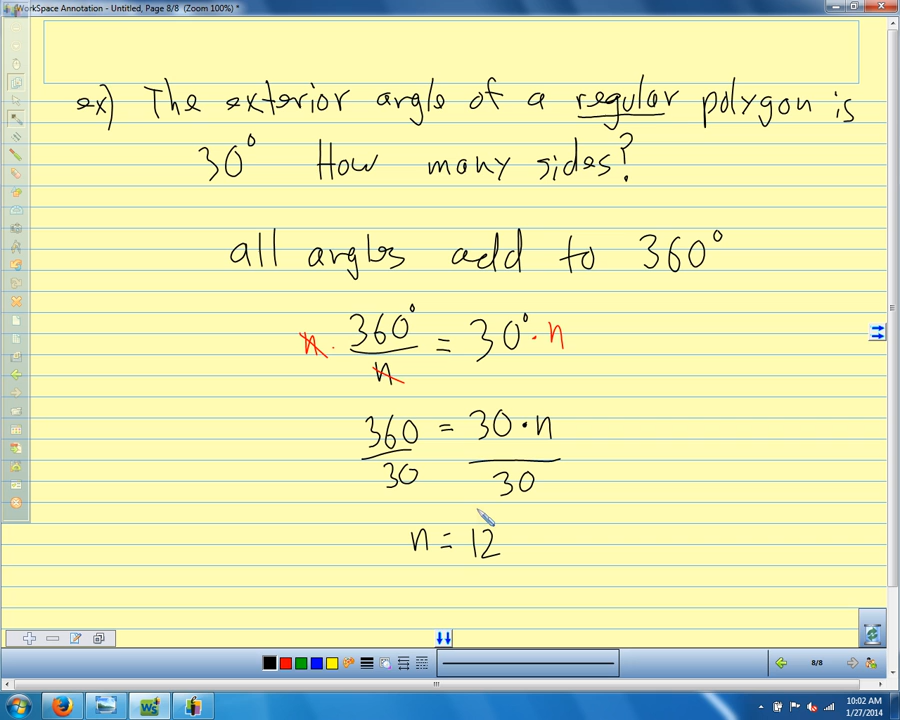 WorkSpace Annotation - Untitled, Page 8/8 (Zoom 100%) *
ex) The exterior angle of a regular polygon is
30° How many sides?
all angles add to 360°
n · 360° / n = 30° · n
360 / 30 = 30 · n / 30
n = 12
8/8
10:02 AM
1/27/2014